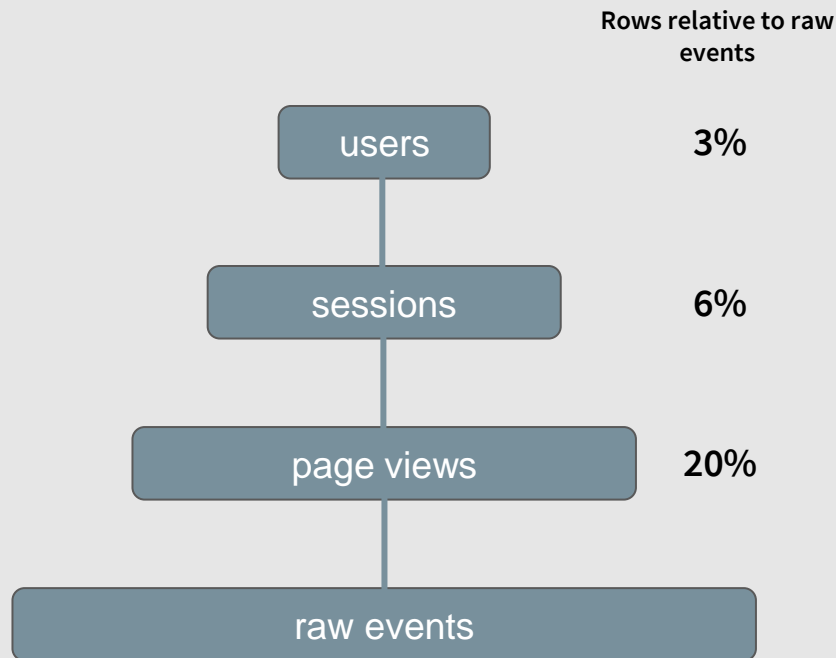 Rows relative to raw
events
users
3%
sessions
6%
page views
20%
raw events